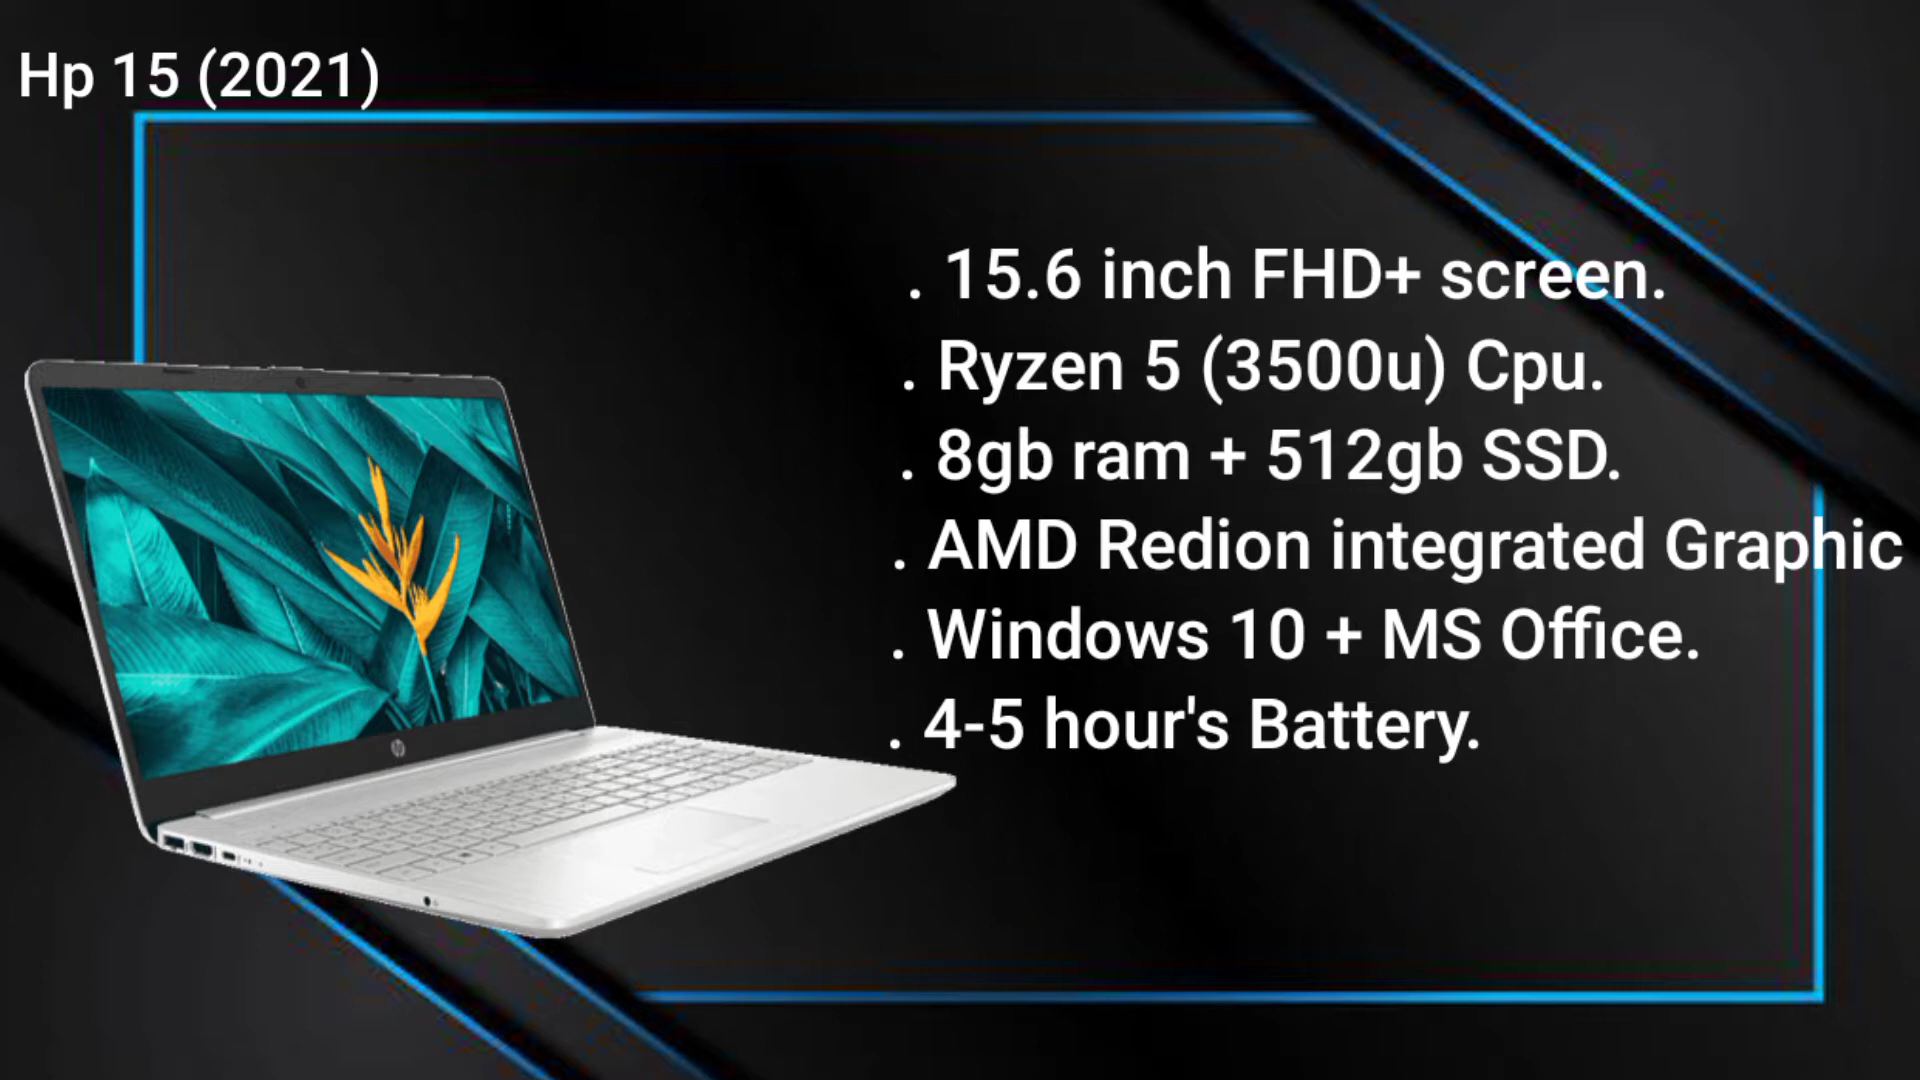 Hp 15 (2021)
. 15.6 inch FHD+ screen.
. Ryzen 5 (3500u) Cpu.
. 8gb ram + 512gb SSD.
. AMD Redion integrated Graphic
. Windows 10 + MS Office.
. 4-5 hour's Battery.
hp